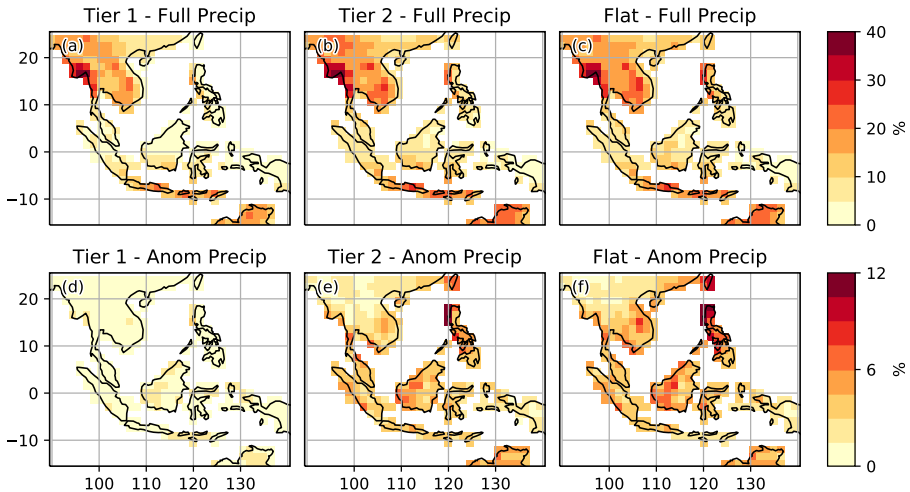 Tier 1 - Full Precip
Tier 2 - Full Precip
Flat - Full Precip
(a)
(b)
(c)
20
10
0
−10
40
30
20
10
0
%
Tier 1 - Anom Precip
Tier 2 - Anom Precip
Flat - Anom Precip
(d)
(e)
(f)
20
10
0
−10
12
6
0
%
100 110 120 130
100 110 120 130
100 110 120 130